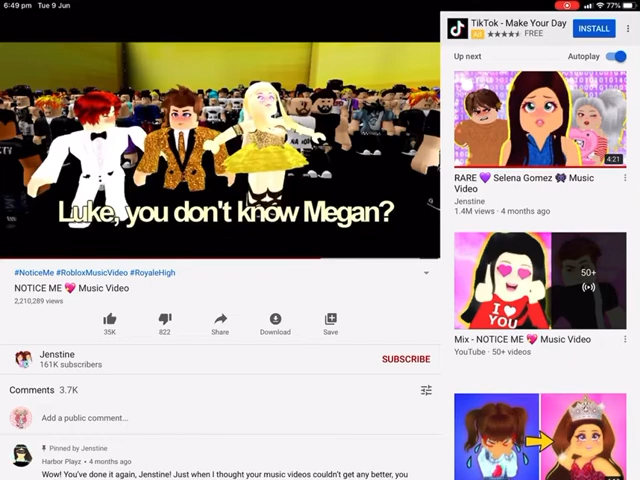 6:49 pm Tue 9 Jun
77%
Luke, you don't know Megan?
#NoticeMe #RobloxMusicVideo #RoyaleHigh
NOTICE ME 💘 Music Video
2,210,289 views
35K
822
Share
Download
Save
Jenstine
161K subscribers
SUBSCRIBE
Comments 3.7K
Add a public comment...
Pinned by Jenstine
Harbor Playz • 4 months ago
Wow! You've done it again, Jenstine! Just when I thought your music videos couldn't get any better, you
TikTok - Make Your Day
Ad
FREE
INSTALL
Up next
Autoplay
4:21
RARE 💜 Selena Gomez 🎶 Music
Video
Jenstine
1.4M views · 4 months ago
I ♥
YOU
50+
Mix - NOTICE ME 💘 Music Video
YouTube · 50+ videos